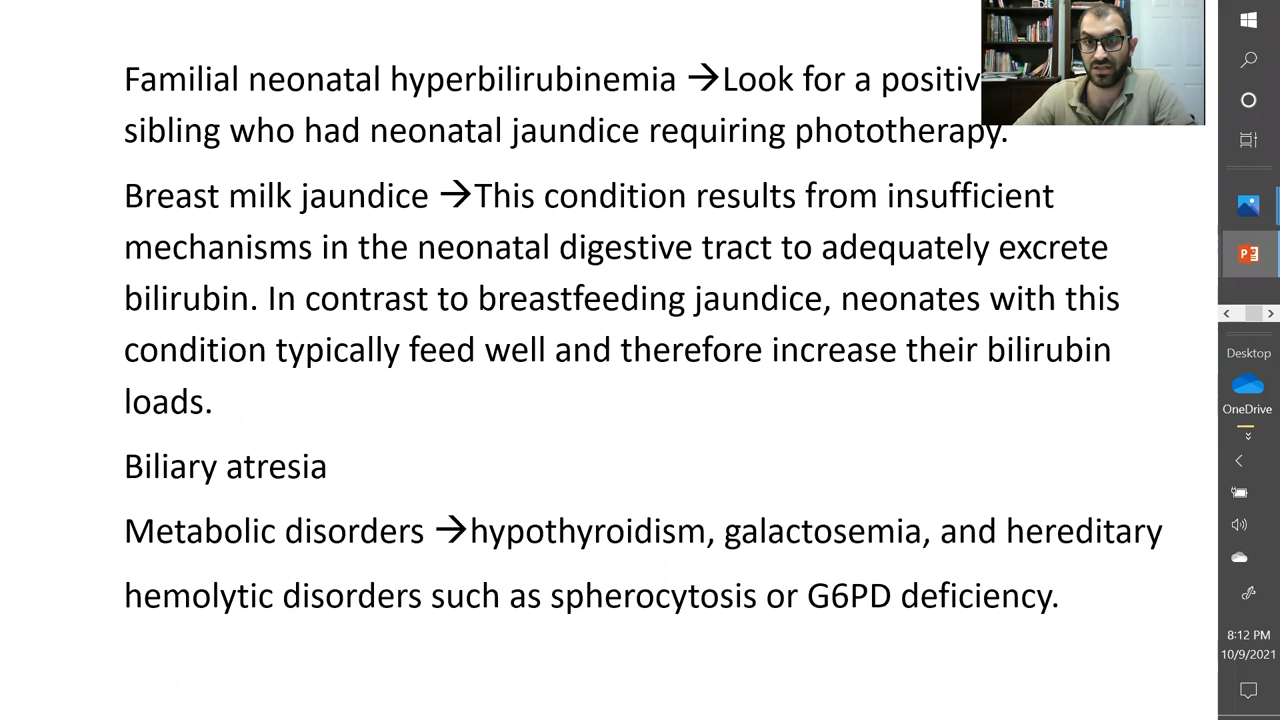 Familial neonatal hyperbilirubinemia →Look for a positiv
sibling who had neonatal jaundice requiring phototherapy.
Breast milk jaundice →This condition results from insufficient
mechanisms in the neonatal digestive tract to adequately excrete
bilirubin. In contrast to breastfeeding jaundice, neonates with this
condition typically feed well and therefore increase their bilirubin
loads.
Biliary atresia
Metabolic disorders →hypothyroidism, galactosemia, and hereditary
hemolytic disorders such as spherocytosis or G6PD deficiency.
P
Desktop
OneDrive
8:12 PM
10/9/2021